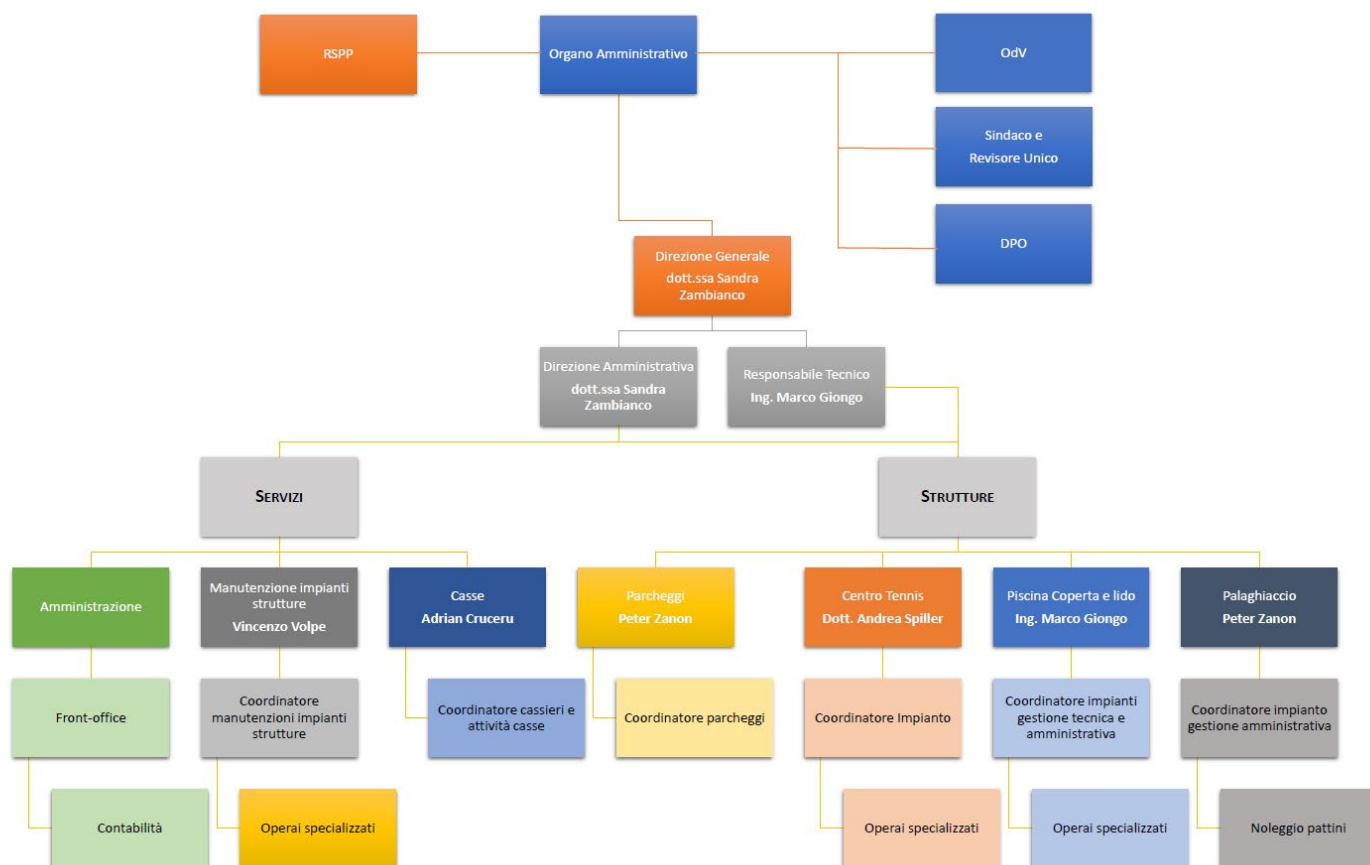 RSPP
Organo Amministrativo
OdV
Sindaco e
Revisore Unico
DPO
Direzione Generale
dott.ssa Sandra
Zambianco
Direzione Amministrativa
dott.ssa Sandra
Zambianco
Responsabile Tecnico
Ing. Marco Giongo
SERVIZI
STRUTTURE
Amministrazione
Manutenzione impianti
strutture
Vincenzo Volpe
Casse
Adrian Cruceru
Parcheggi
Peter Zanon
Centro Tennis
Dott. Andrea Spiller
Piscina Coperta e lido
Ing. Marco Giongo
Palaghiaccio
Peter Zanon
Front-office
Coordinatore
manutenzioni impianti
strutture
Coordinatore cassieri e
attività casse
Coordinatore parcheggi
Coordinatore Impianto
Coordinatore impianti
gestione tecnica e
amministrativa
Coordinatore impianto
gestione amministrativa
Contabilità
Operai specializzati
Operai specializzati
Operai specializzati
Noleggio pattini